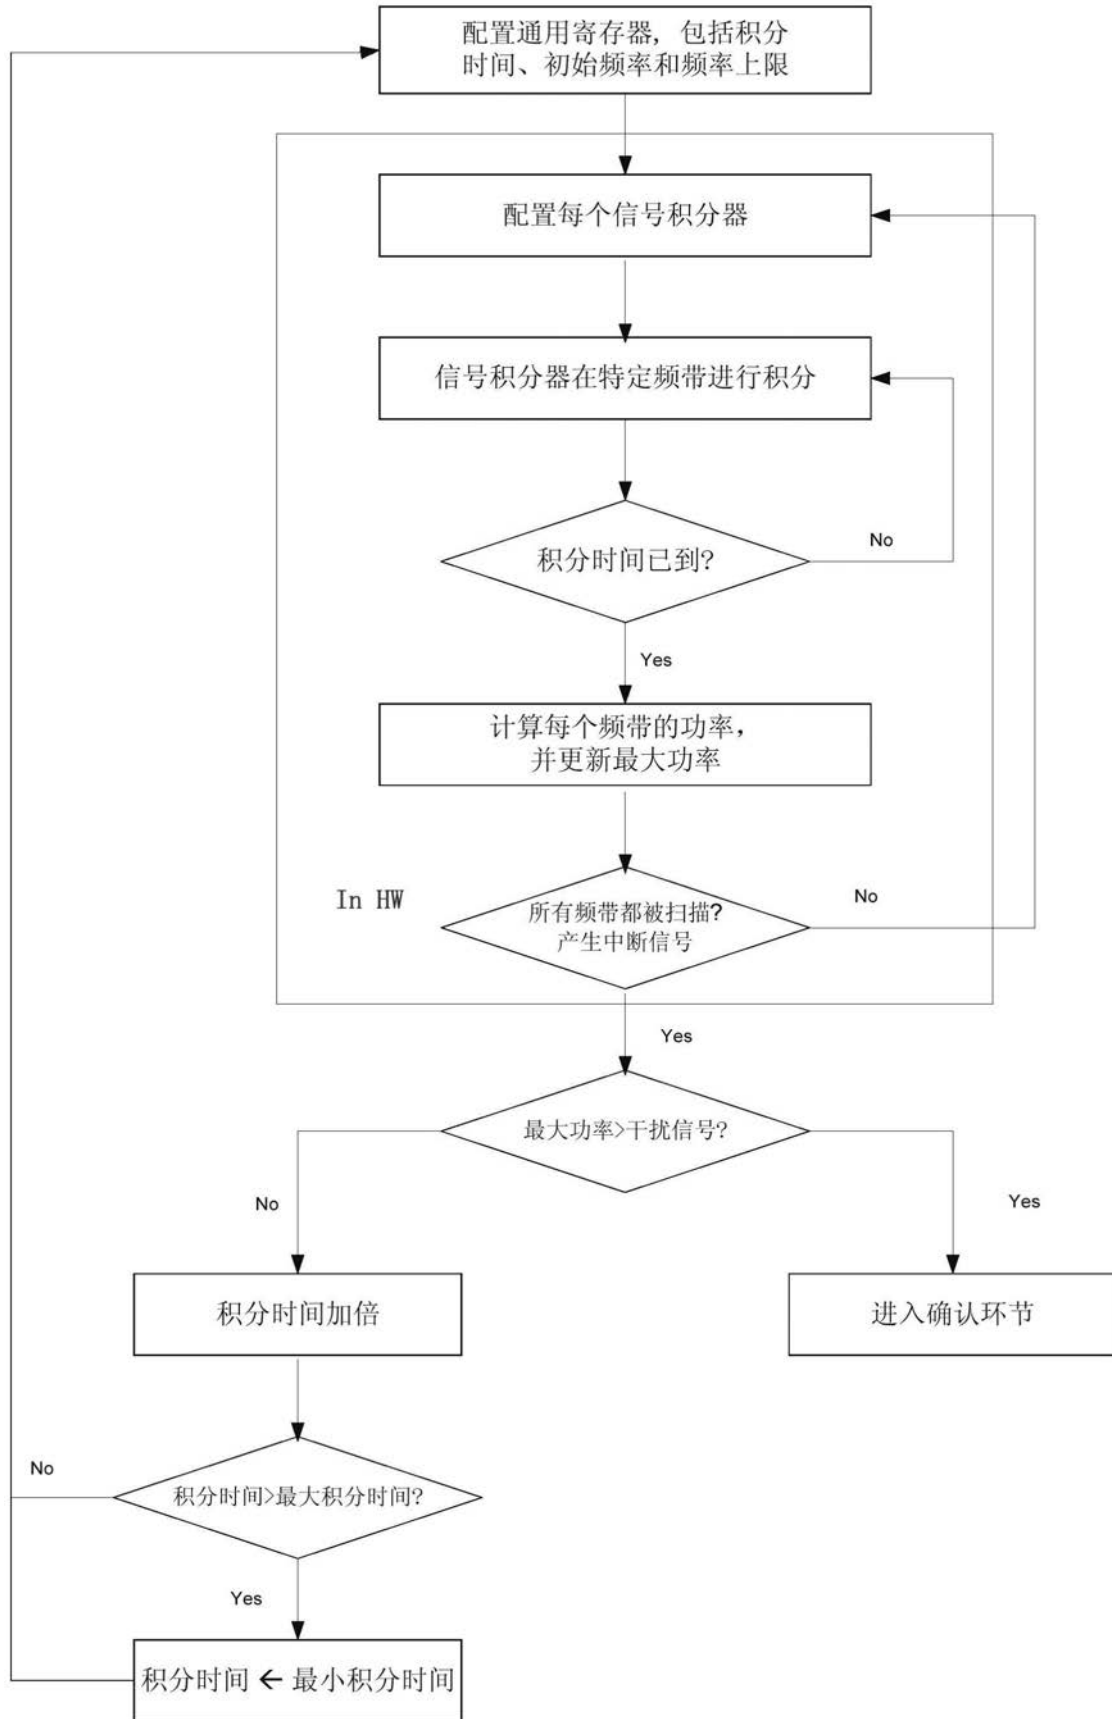 配置通用寄存器, 包括积分
时间、初始频率和频率上限
配置每个信号积分器
信号积分器在特定频带进行积分
积分时间已到?
No
Yes
计算每个频带的功率,
并更新最大功率
In HW
所有频带都被扫描?
产生中断信号
No
Yes
最大功率>干扰信号?
No
Yes
积分时间加倍
进入确认环节
No
积分时间>最大积分时间?
Yes
积分时间 ← 最小积分时间